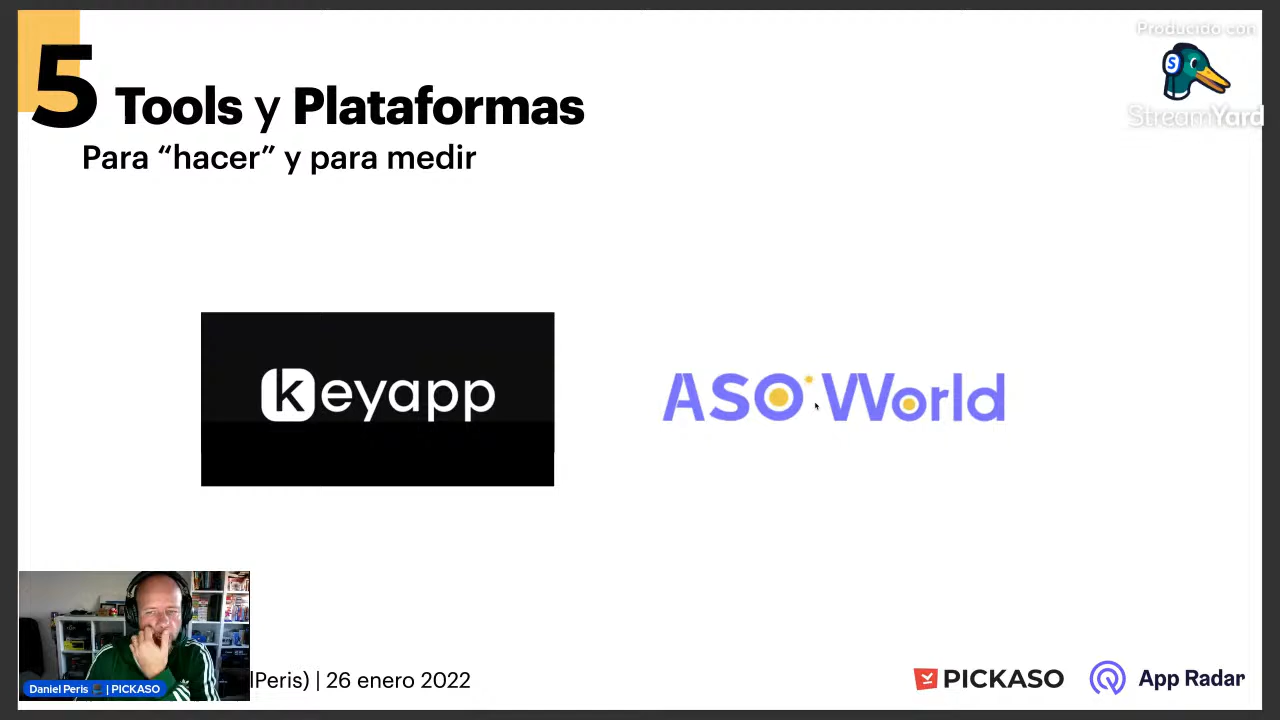 Producido con
StreamYard
5 Tools y Plataformas
Para “hacer” y para medir
keyapp
ASO World
Daniel Peris | PICKASO
lPeris) | 26 enero 2022
PICKASO
App Radar